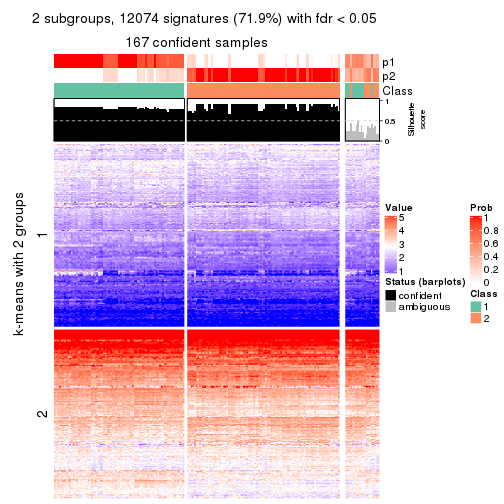 2 subgroups, 12074 signatures (71.9%) with fdr < 0.05
167 confident samples
p1
p2
Class
1
0.5
0
Silhouette
score
k-means with 2 groups
1
2
Value
5
4
3
2
1
Prob
1
0.8
0.6
0.4
0.2
0
Status (barplots)
confident
ambiguous
Class
1
2